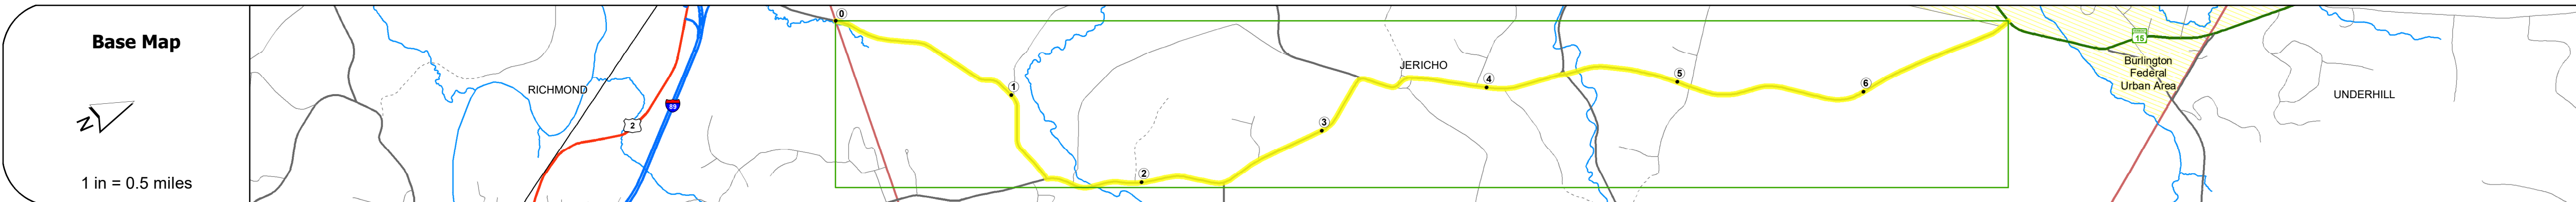 Base Map
N
1 in = 0.5 miles
RICHMOND
2
89
0
1
2
3
JERICHO
4
5
6
15
Burlington
Federal
Urban Area
UNDERHILL